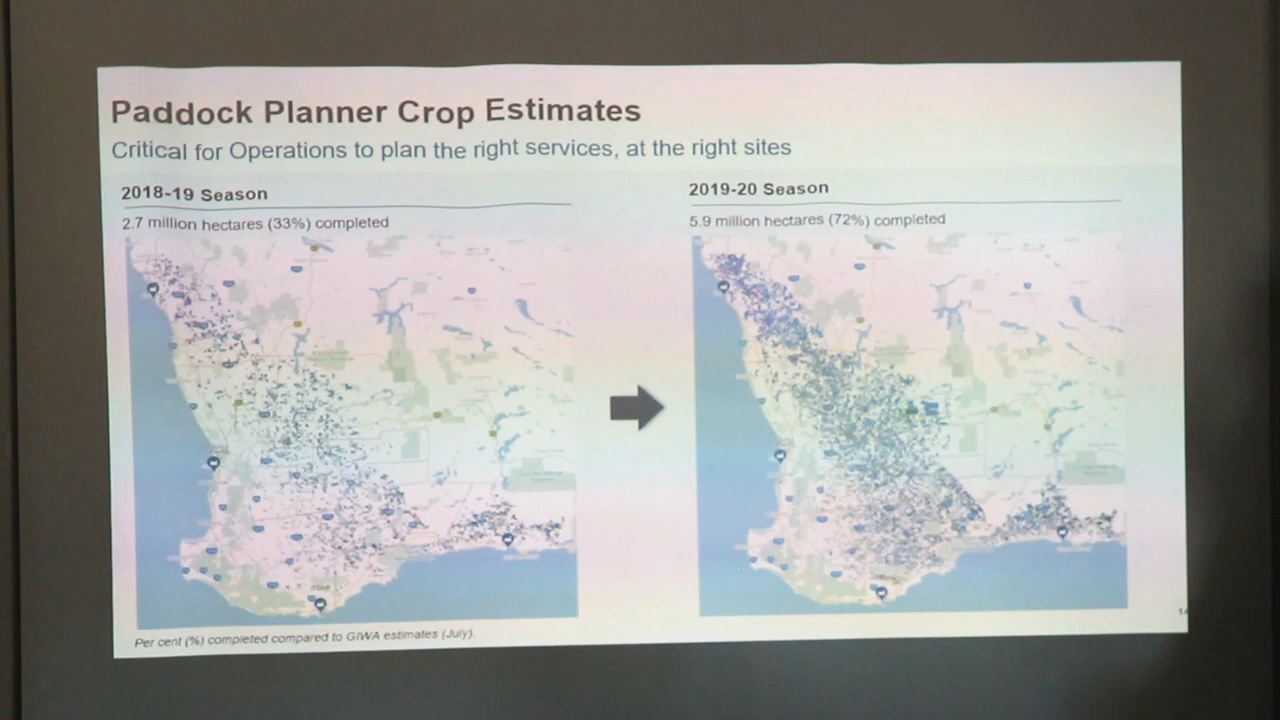 Paddock Planner Crop Estimates
Critical for Operations to plan the right services, at the right sites
2018-19 Season
2.7 million hectares (33%) completed
2019-20 Season
5.9 million hectares (72%) completed
Per cent (%) completed compared to GIWA estimates (July).